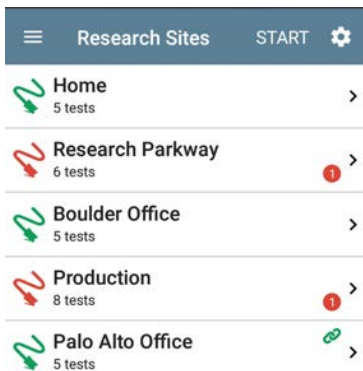 Research Sites START
Home
5 tests
Research Parkway
6 tests
1
Boulder Office
5 tests
Production
8 tests
1
Palo Alto Office
5 tests